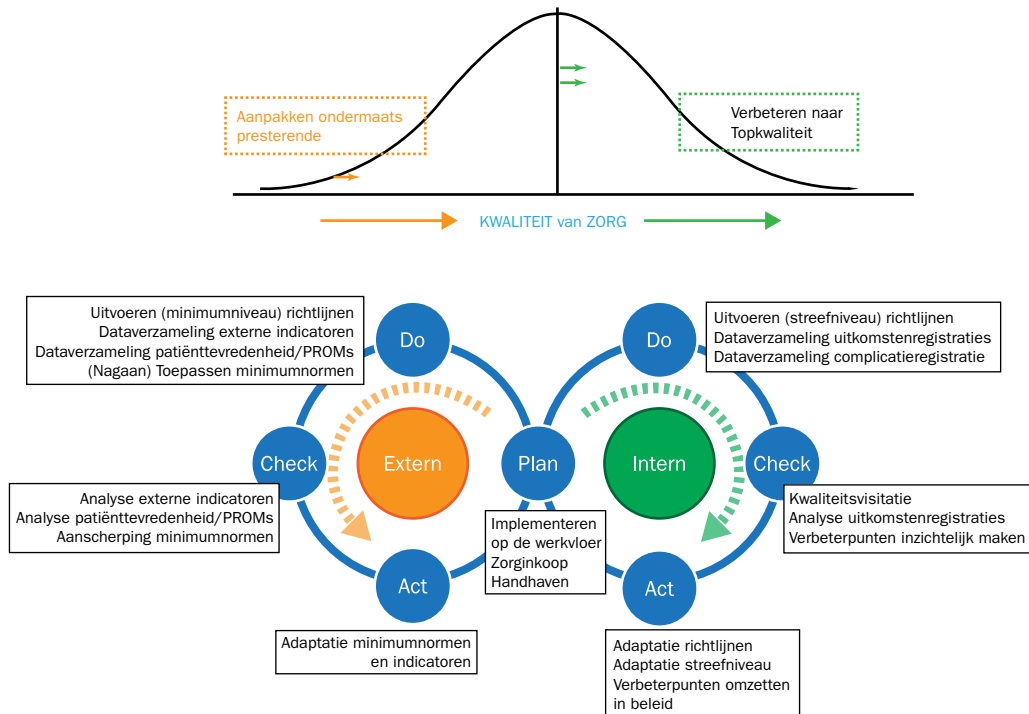 Aanpakken ondermaats
presterende
Verbeteren naar
Topkwaliteit
KWALITEIT van ZORG
Uitvoeren (minimumniveau) richtlijnen
Dataverzameling externe indicatoren
Dataverzameling patiënttevredenheid/PROMs
(Nagaan) Toepassen minimumnormen
Do
Do
Uitvoeren (streefniveau) richtlijnen
Dataverzameling uitkomstenregistraties
Dataverzameling complicatieregistratie
Check
Extern
Plan
Intern
Check
Analyse externe indicatoren
Analyse patiënttevredenheid/PROMs
Aanscherping minimumnormen
Implementeren
op de werkvloer
Zorginkoop
Handhaven
Kwaliteitsvisitatie
Analyse uitkomstenregistraties
Verbeterpunten inzichtelijk maken
Act
Act
Adaptatie minimumnormen
en indicatoren
Adaptatie richtlijnen
Adaptatie streefniveau
Verbeterpunten omzetten
in beleid